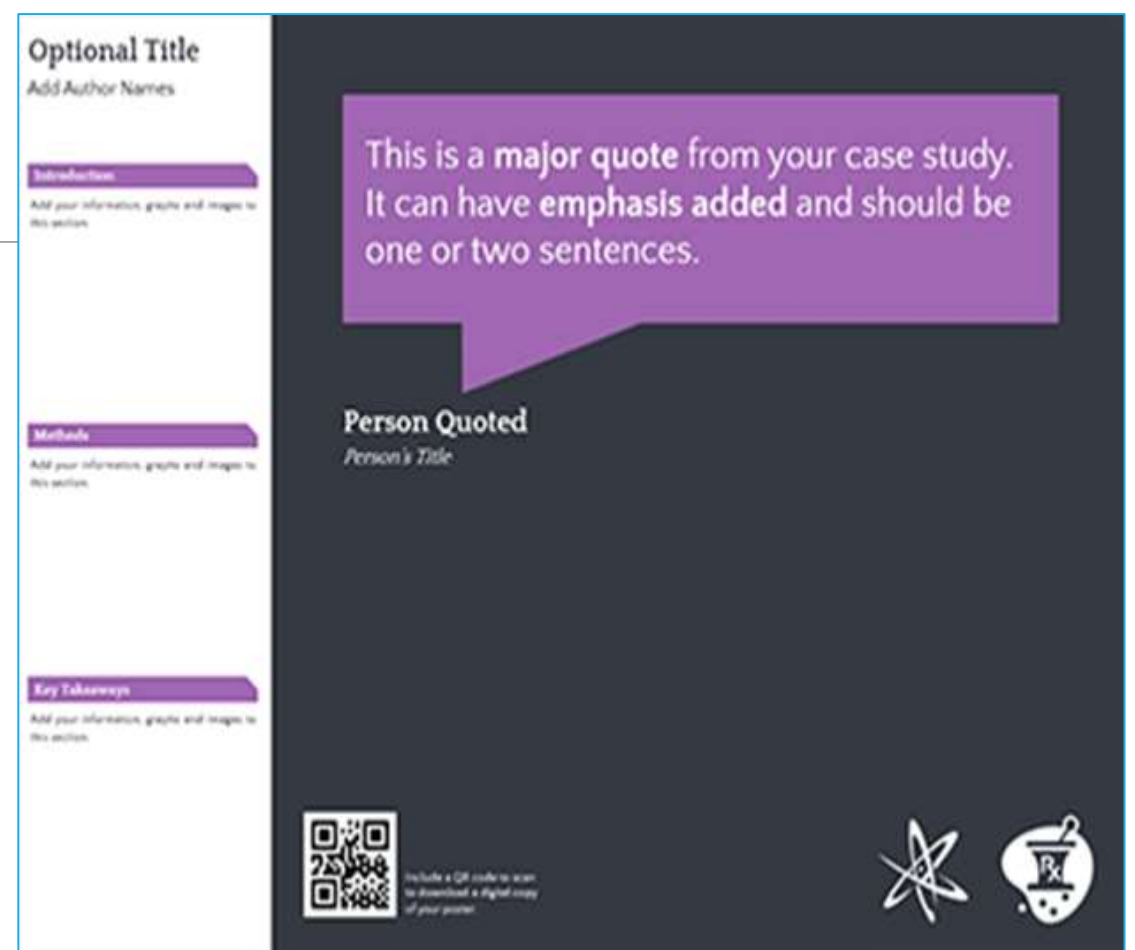 Optional Title
Add Author Names
Introduction
Add your information, graphs and images to
this section.
Methods
Add your information, graphs and images to
this section.
Key Takeaways
Add your information, graphs and images to
this section.
This is a major quote from your case study.
It can have emphasis added and should be
one or two sentences.
Person Quoted
Person's Title
Include a QR code to scan
to download a digital copy
of your poster.
Rx